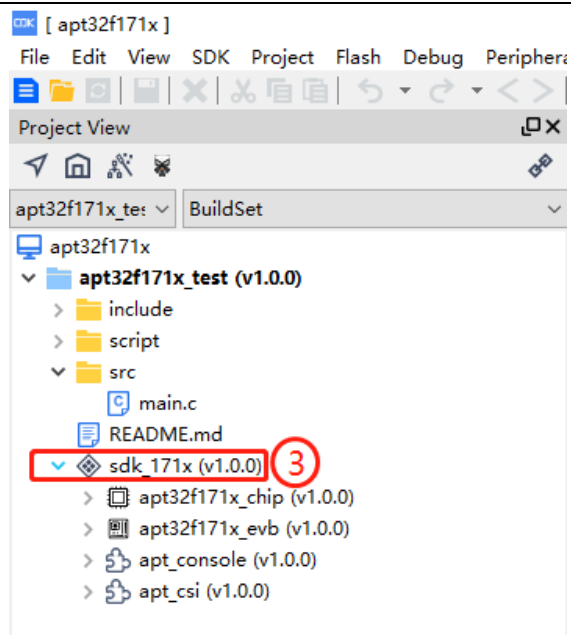 CDK [ apt32f171x ]
File Edit View SDK Project Flash Debug Periphera
Project View
apt32f171x_tes BuildSet
apt32f171x
apt32f171x_test (v1.0.0)
include
script
src
main.c
README.md
sdk_171x (v1.0.0) 3
apt32f171x_chip (v1.0.0)
apt32f171x_evb (v1.0.0)
apt_console (v1.0.0)
apt_csi (v1.0.0)